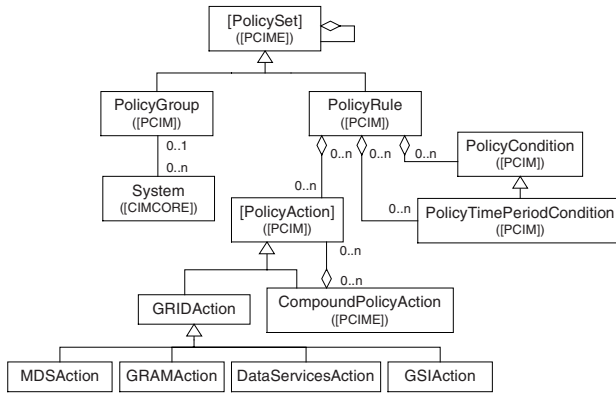 [PolicySet]
([PCIME])
PolicyGroup
([PCIM])
PolicyRule
([PCIM])
0..1
0..n
0..n
0..n
0..n
0..n
PolicyCondition
([PCIM])
System
([CIMCORE])
0..n
[PolicyAction]
([PCIM])
0..n
PolicyTimePeriodCondition
([PCIM])
0..n
0..n
GRIDAction
CompoundPolicyAction
([PCIME])
MDSAction
GRAMAction
DataServicesAction
GSIAction